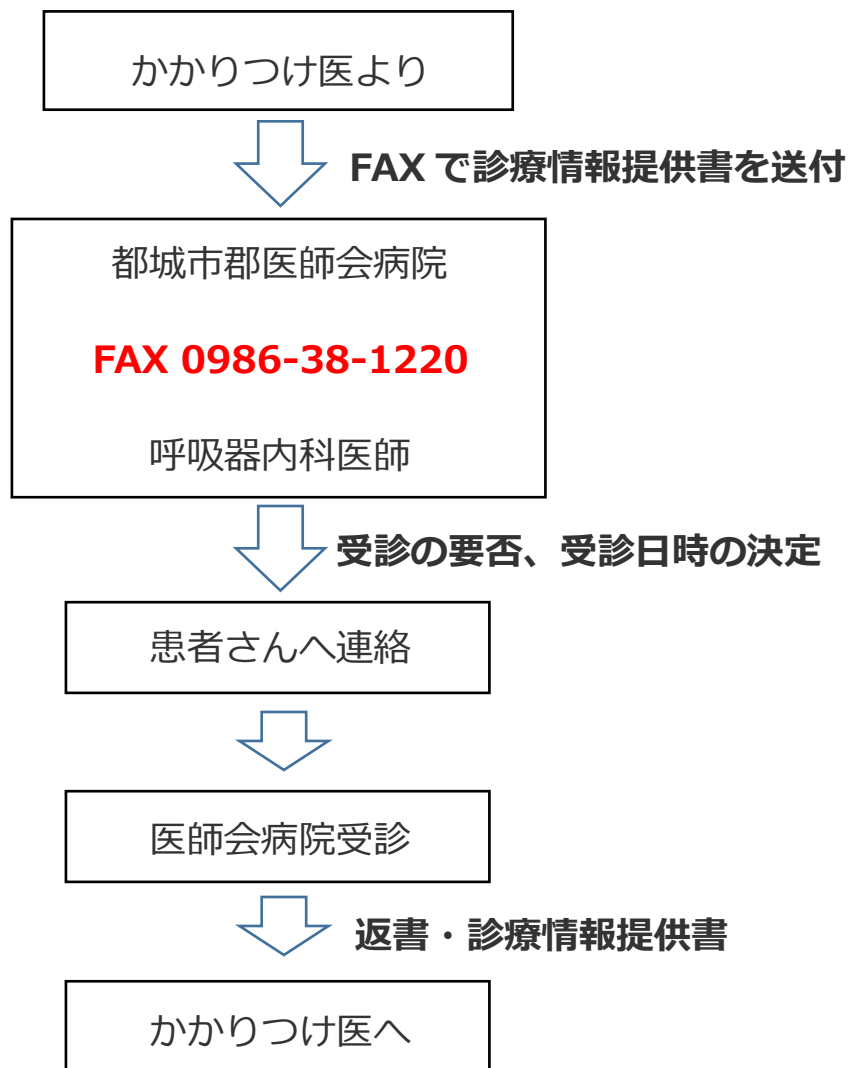 かかりつけ医より
FAX で診療情報提供書を送付
都城市郡医師会病院
FAX 0986-38-1220
呼吸器内科医師
受診の要否、受診日時の決定
患者さんへ連絡
医師会病院受診
返書・診療情報提供書
かかりつけ医へ